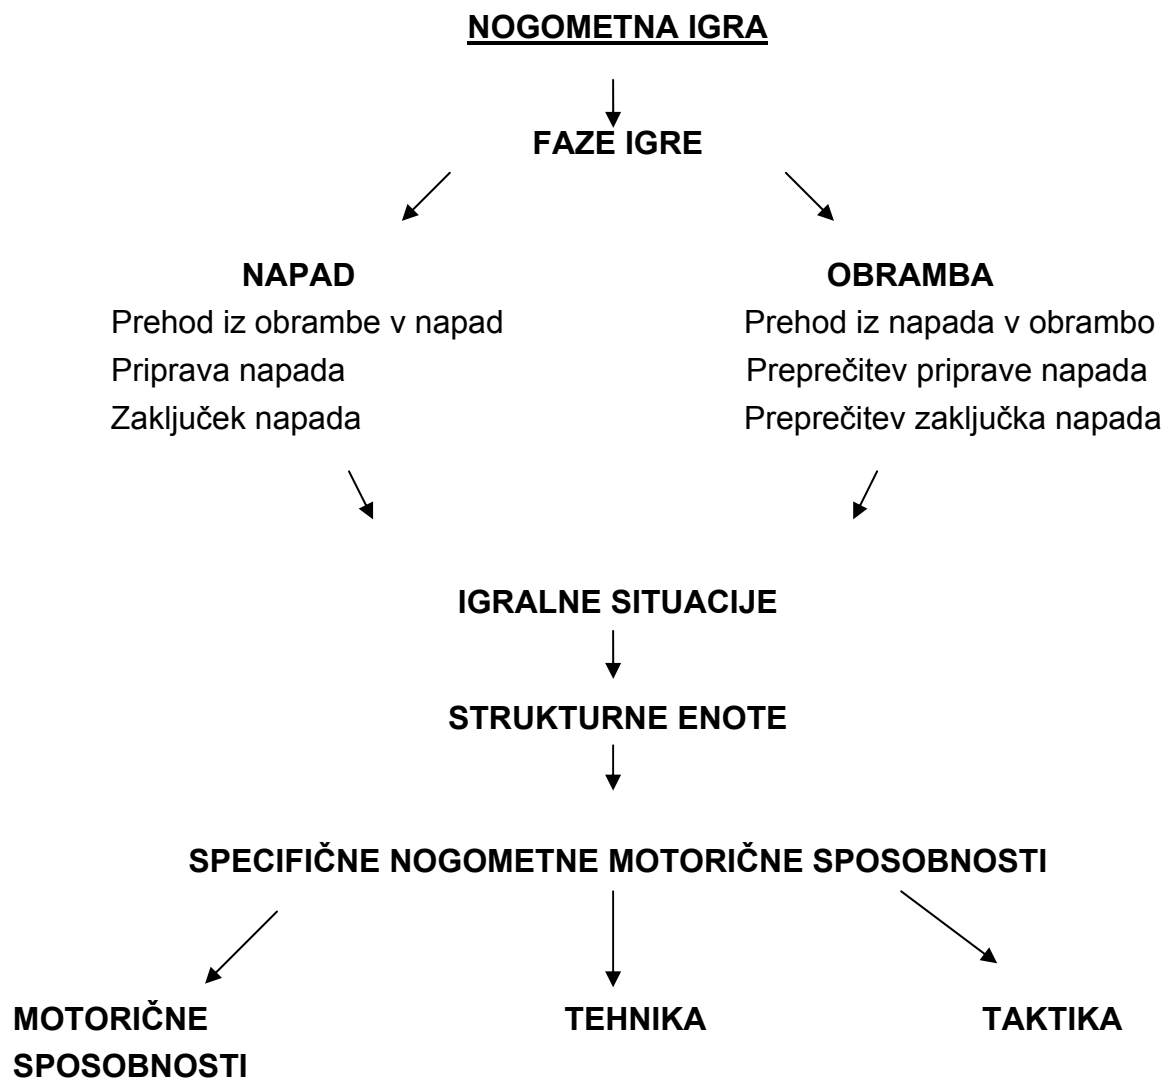 NOGOMETNA IGRA
FAZE IGRE
NAPAD
Prehod iz obrambe v napad
Priprava napada
Zaključek napada
OBRAMBA
Prehod iz napada v obrambo
Preprečitev priprave napada
Preprečitev zaključka napada
IGRALNE SITUACIJE
STRUKTURNE ENOTE
SPECIFIČNE NOGOMETNE MOTORIČNE SPOSOBNOSTI
MOTORIČNE
SPOSOBNOSTI
TEHNIKA
TAKTIKA